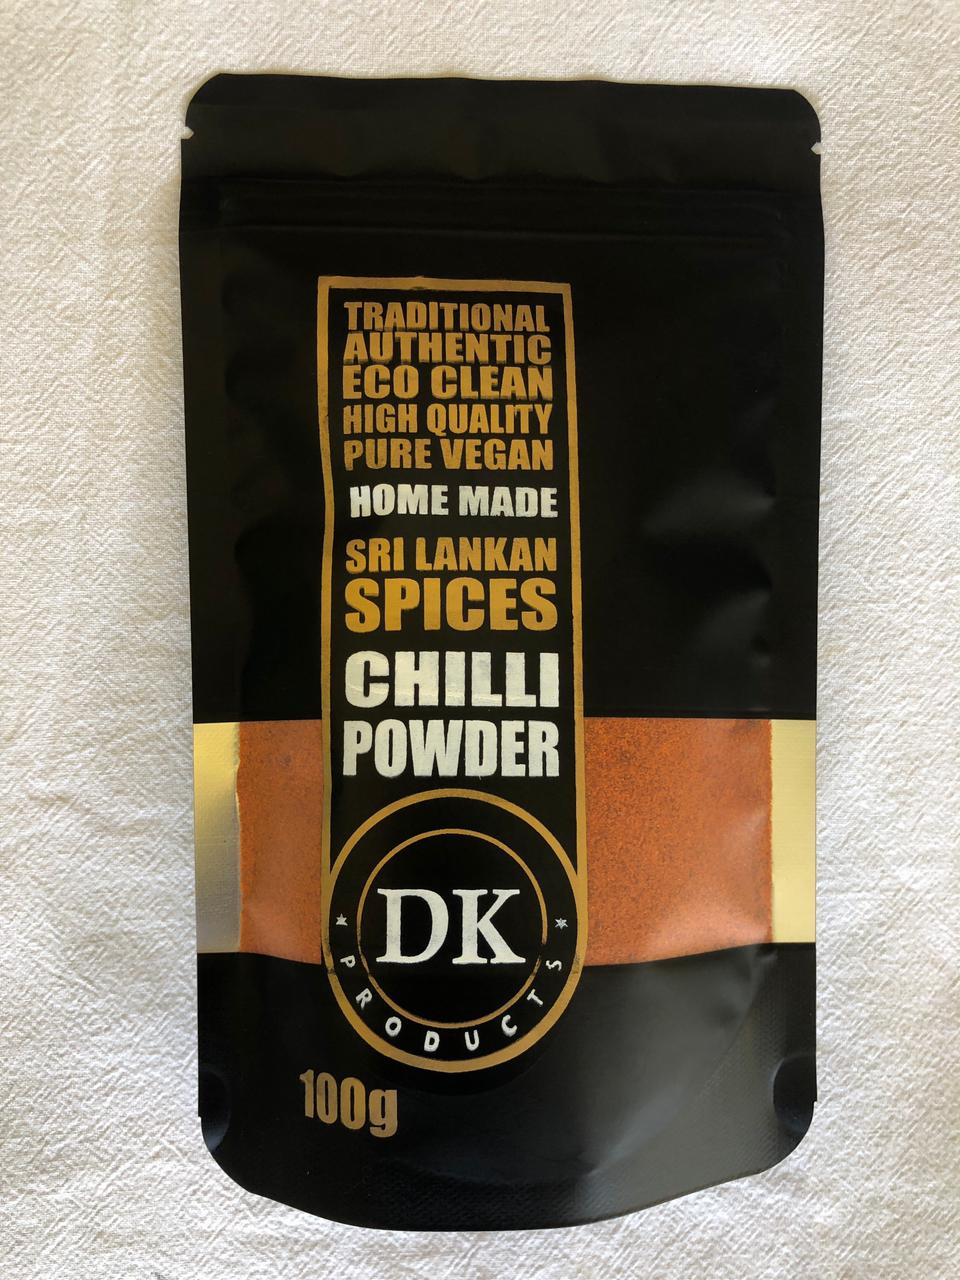 TRADITIONAL
AUTHENTIC
ECO CLEAN
HIGH QUALITY
PURE VEGAN
HOME MADE
SRI LANKAN
SPICES
CHILLI
POWDER
DK
PRODUCTS
100g